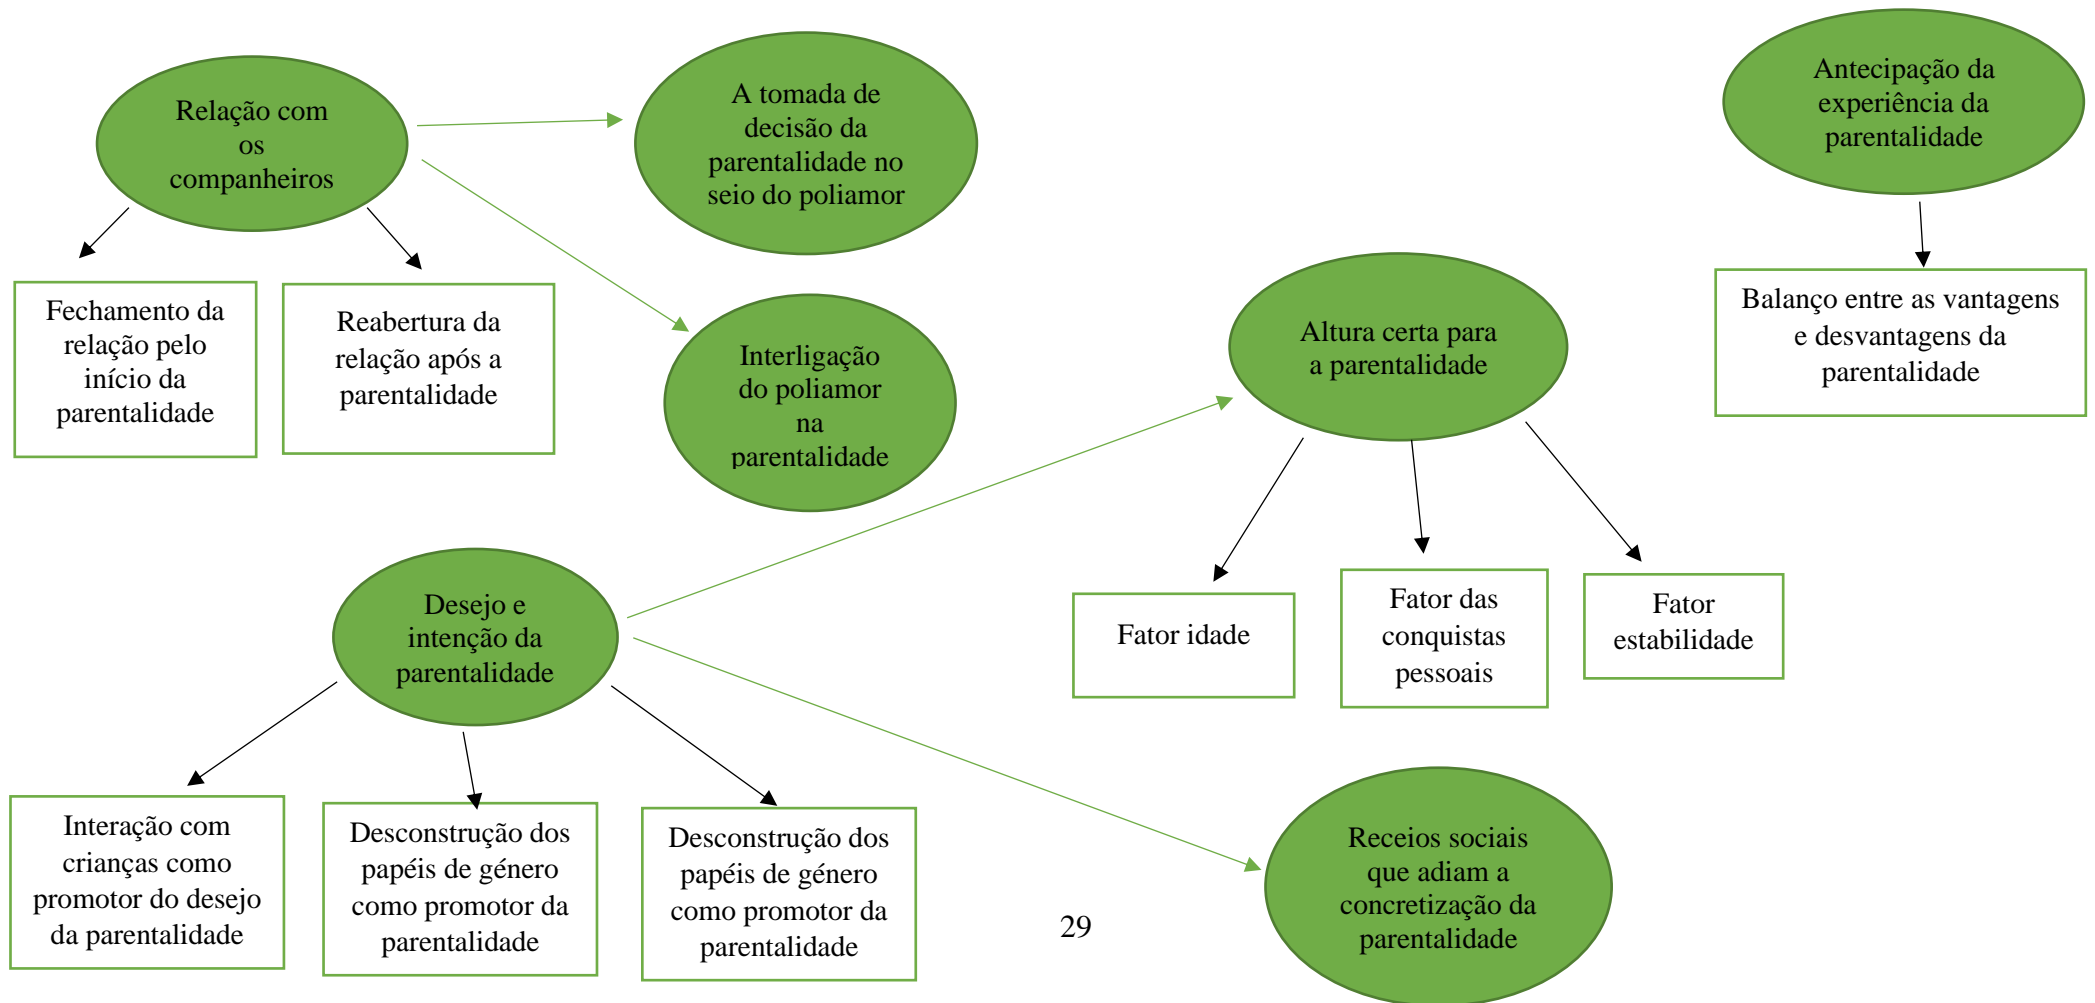 Relação com
os
companheiros
A tomada de
decisão da
parentalidade no
seio do poliamor
Antecipação da
experiência da
parentalidade
Fechamento da
relação pelo
início da
parentalidade
Reabertura da
relação após a
parentalidade
Interligação
do poliamor
na
parentalidade
Altura certa para
a parentalidade
Balanço entre as vantagens
e desvantagens da
parentalidade
Desejo e
intenção da
parentalidade
Fator idade
Fator das
conquistas
pessoais
Fator
estabilidade
Interação com
crianças como
promotor do desejo
da parentalidade
Desconstrução dos
papéis de género
como promotor da
parentalidade
Desconstrução dos
papéis de género
como promotor da
parentalidade
Receios sociais
que adiam a
concretização da
parentalidade
29